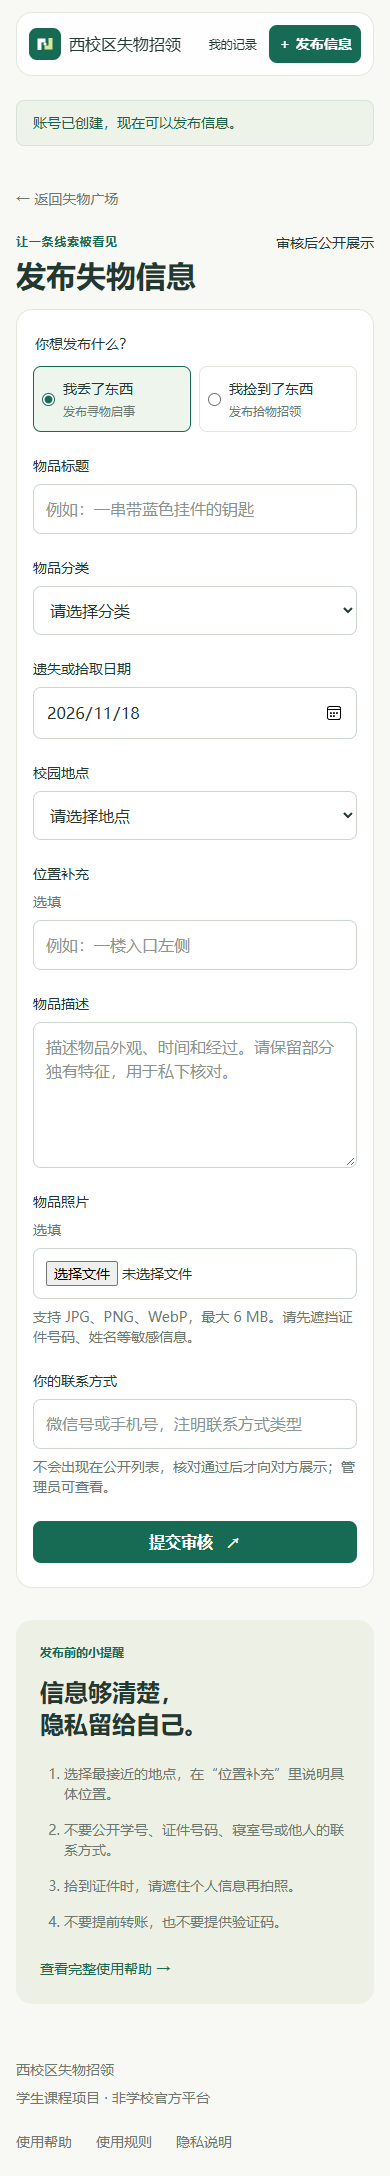 西校区失物招领
我的记录
+ 发布信息
账号已创建，现在可以发布信息。
← 返回失物广场
让一条线索被看见
审核后公开展示
发布失物信息
你想发布什么？
我丢了东西
发布寻物启事
我捡到了东西
发布拾物招领
物品标题
例如：一串带蓝色挂件的钥匙
物品分类
请选择分类
遗失或拾取日期
2026/11/18
校园地点
请选择地点
位置补充
选填
例如：一楼入口左侧
物品描述
描述物品外观、时间和经过。请保留部分
独有特征，用于私下核对。
物品照片
选填
选择文件 未选择文件
支持 JPG、PNG、WebP，最大 6 MB。请先遮挡证
件号码、姓名等敏感信息。
你的联系方式
微信号或手机号，注明联系方式类型
不会出现在公开列表，核对通过后才向对方展示；管
理员可查看。
提交审核 ↗
发布前的小提醒
信息够清楚，
隐私留给自己。
1. 选择最接近的地点，在“位置补充”里说明具
体位置。
2. 不要公开学号、证件号码、寝室号或他人的联
系方式。
3. 拾到证件时，请遮住个人信息再拍照。
4. 不要提前转账，也不要提供验证码。
查看完整使用帮助 →
西校区失物招领
学生课程项目 · 非学校官方平台
使用帮助
使用规则
隐私说明